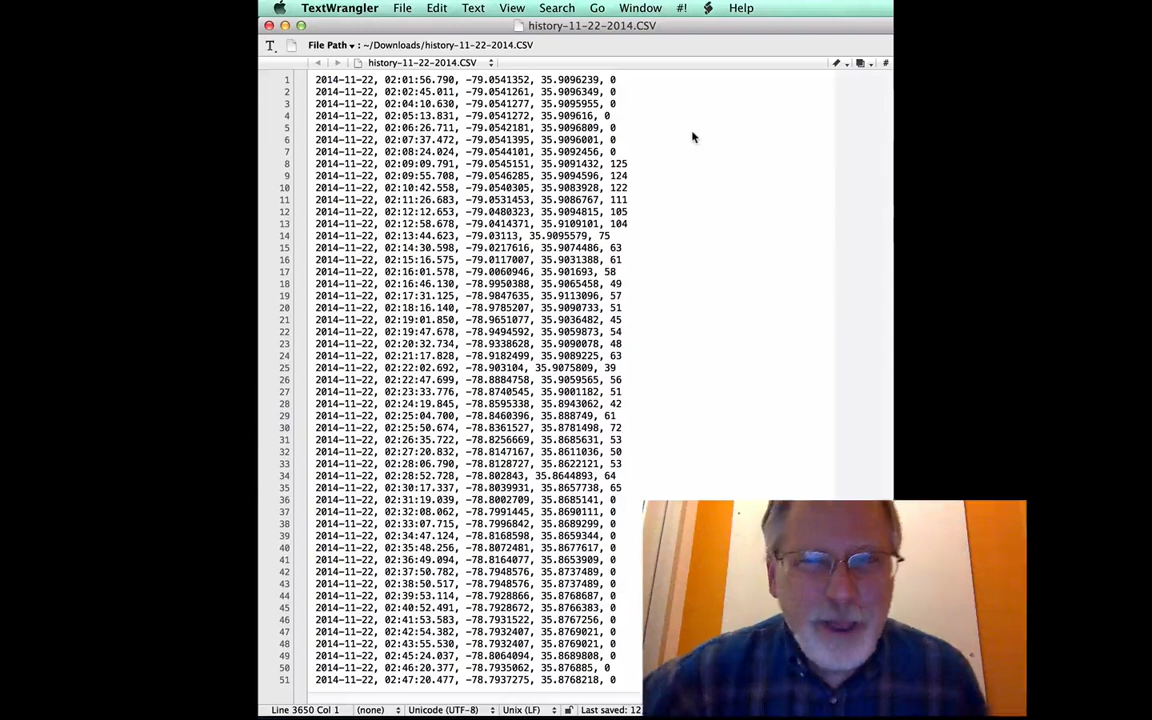 TextWrangler File Edit Text View Search Go Window #! Help
history-11-22-2014.CSV
File Path : ~/Downloads/history-11-22-2014.CSV
history-11-22-2014.CSV #
1 2014-11-22, 02:01:56.790, -79.0541352, 35.9096239, 0
2 2014-11-22, 02:02:45.011, -79.0541261, 35.9096349, 0
3 2014-11-22, 02:04:10.630, -79.0541277, 35.9095955, 0
4 2014-11-22, 02:05:13.831, -79.0541272, 35.909616, 0
5 2014-11-22, 02:06:26.711, -79.0542181, 35.9096809, 0
6 2014-11-22, 02:07:37.472, -79.0541395, 35.9096001, 0
7 2014-11-22, 02:08:24.024, -79.0544101, 35.9092456, 0
8 2014-11-22, 02:09:09.791, -79.0545151, 35.9091432, 125
9 2014-11-22, 02:09:55.708, -79.0546285, 35.9094596, 124
10 2014-11-22, 02:10:42.558, -79.0540305, 35.9083928, 122
11 2014-11-22, 02:11:26.683, -79.0531453, 35.9086767, 111
12 2014-11-22, 02:12:12.653, -79.0480323, 35.9094815, 105
13 2014-11-22, 02:12:58.678, -79.0414371, 35.9109101, 104
14 2014-11-22, 02:13:44.623, -79.03113, 35.9095579, 75
15 2014-11-22, 02:14:30.598, -79.0217616, 35.9074486, 63
16 2014-11-22, 02:15:16.575, -79.0117007, 35.9031388, 61
17 2014-11-22, 02:16:01.578, -79.0060946, 35.901693, 58
18 2014-11-22, 02:16:46.130, -78.9950388, 35.9065458, 49
19 2014-11-22, 02:17:31.125, -78.9847635, 35.9113096, 57
20 2014-11-22, 02:18:16.140, -78.9785207, 35.9090733, 51
21 2014-11-22, 02:19:01.850, -78.9651077, 35.9036482, 45
22 2014-11-22, 02:19:47.678, -78.9494592, 35.9059873, 54
23 2014-11-22, 02:20:32.734, -78.9338628, 35.9090078, 48
24 2014-11-22, 02:21:17.828, -78.9182499, 35.9089225, 63
25 2014-11-22, 02:22:02.692, -78.903104, 35.9075809, 39
26 2014-11-22, 02:22:47.699, -78.8884758, 35.9059565, 56
27 2014-11-22, 02:23:33.776, -78.8740545, 35.9001182, 51
28 2014-11-22, 02:24:19.845, -78.8595338, 35.8943062, 42
29 2014-11-22, 02:25:04.700, -78.8460396, 35.888749, 61
30 2014-11-22, 02:25:50.674, -78.8361527, 35.8781498, 72
31 2014-11-22, 02:26:35.722, -78.8256669, 35.8685631, 53
32 2014-11-22, 02:27:20.832, -78.8147167, 35.8611036, 50
33 2014-11-22, 02:28:06.790, -78.8128727, 35.8622121, 53
34 2014-11-22, 02:28:52.728, -78.802843, 35.8644893, 64
35 2014-11-22, 02:30:17.337, -78.8039931, 35.8657738, 65
36 2014-11-22, 02:31:19.039, -78.8002709, 35.8685141, 0
37 2014-11-22, 02:32:08.062, -78.7991445, 35.8690111, 0
38 2014-11-22, 02:33:07.715, -78.7996842, 35.8689299, 0
39 2014-11-22, 02:34:47.124, -78.8168598, 35.8659344, 0
40 2014-11-22, 02:35:48.256, -78.8072481, 35.8677617, 0
41 2014-11-22, 02:36:49.094, -78.8164077, 35.8653909, 0
42 2014-11-22, 02:37:50.782, -78.7948576, 35.8737489, 0
43 2014-11-22, 02:38:50.517, -78.7948576, 35.8737489, 0
44 2014-11-22, 02:39:53.114, -78.7928866, 35.8768687, 0
45 2014-11-22, 02:40:52.491, -78.7928672, 35.8766383, 0
46 2014-11-22, 02:41:53.583, -78.7931522, 35.8767256, 0
47 2014-11-22, 02:42:54.382, -78.7932407, 35.8769021, 0
48 2014-11-22, 02:43:55.530, -78.7932407, 35.8769021, 0
49 2014-11-22, 02:45:24.037, -78.8064094, 35.8689808, 0
50 2014-11-22, 02:46:20.377, -78.7935062, 35.876885, 0
51 2014-11-22, 02:47:20.477, -78.7937275, 35.8768218, 0
Line 3650 Col 1 (none) Unicode (UTF-8) Unix (LF) Last saved: 12